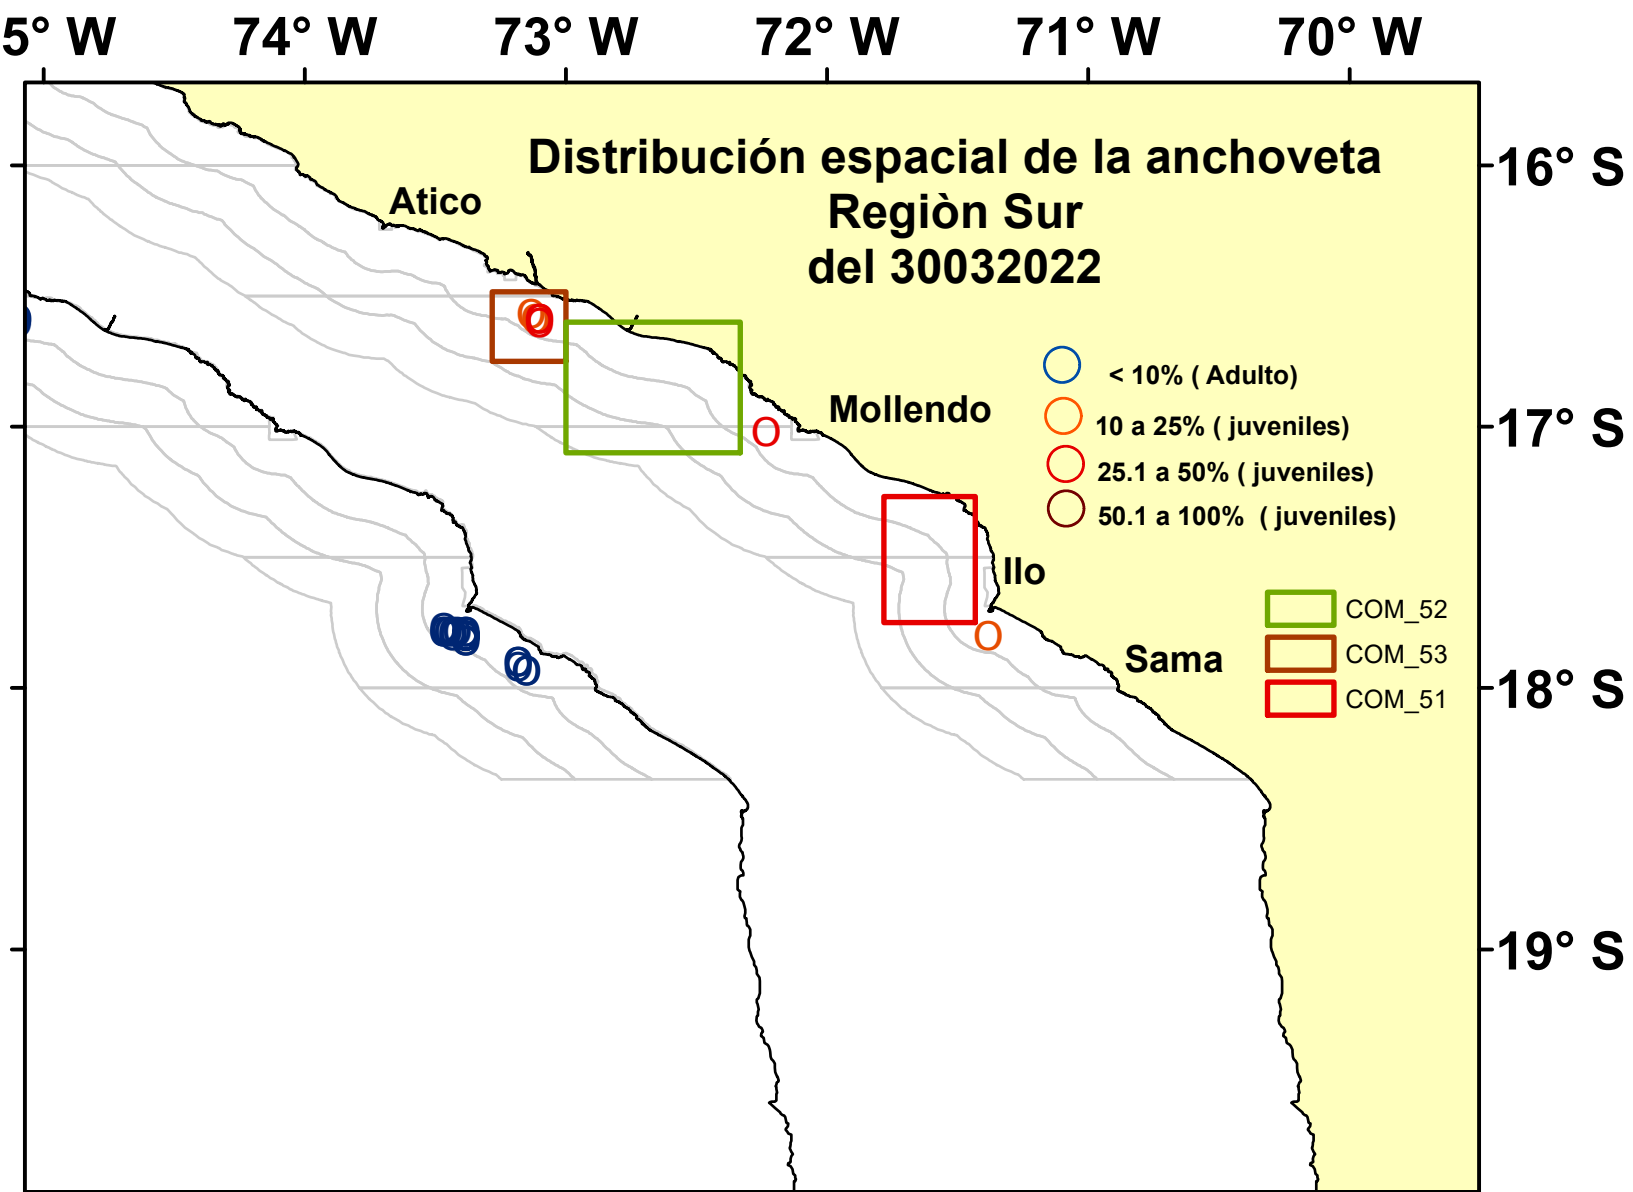 5° W 74° W 73° W 72° W 71° W 70° W
Distribución espacial de la anchoveta
Regiòn Sur
del 30032022
16° S
Atico
< 10% ( Adulto)
Mollendo
10 a 25% ( juveniles)
17° S
25.1 a 50% ( juveniles)
50.1 a 100% ( juveniles)
Ilo
COM_52
Sama
COM_53
18° S
COM_51
19° S